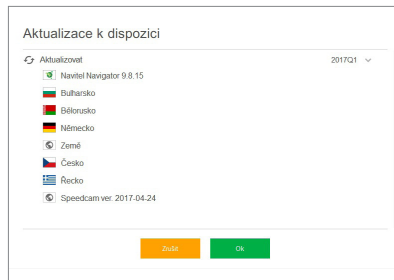 Aktualizace k dispozici
Aktualizovat 2017Q1
Navitel Navigator 9.8.15
Bulharsko
Bělorusko
Německo
Země
Česko
Řecko
Speedcam ver. 2017-04-24
Zrušit Ok